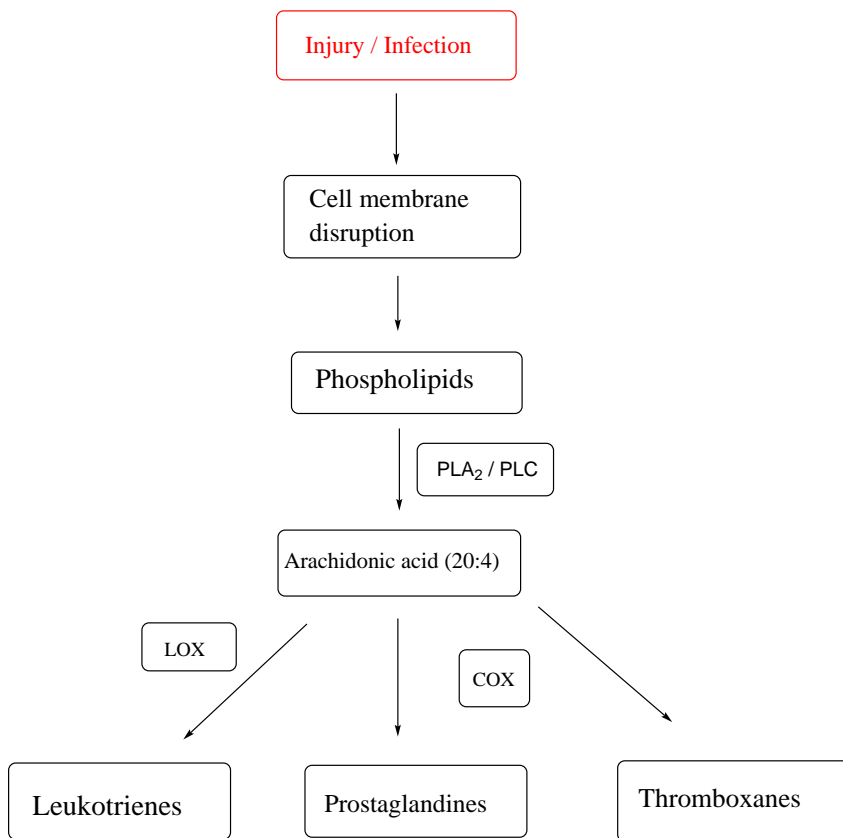 Injury / Infection
Cell membrane
disruption
Phospholipids
PLA₂ / PLC
Arachidonic acid (20:4)
LOX
COX
Leukotrienes
Prostaglandines
Thromboxanes